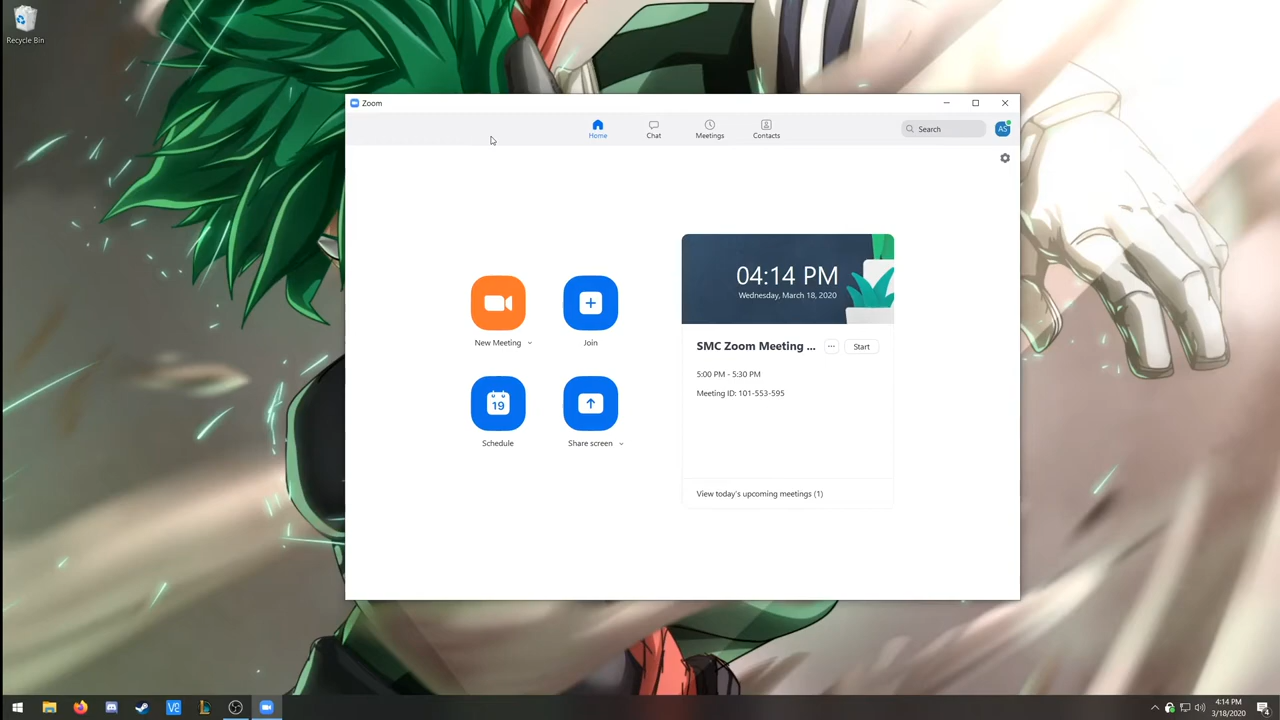 Recycle Bin
Zoom
Home
Chat
Meetings
Contacts
Search
AS
04:14 PM
Wednesday, March 18, 2020
New Meeting
Join
SMC Zoom Meeting ...
Start
5:00 PM - 5:30 PM
Meeting ID: 101-553-595
19
Schedule
Share screen
View today's upcoming meetings (1)
4:14 PM
3/18/2020
4